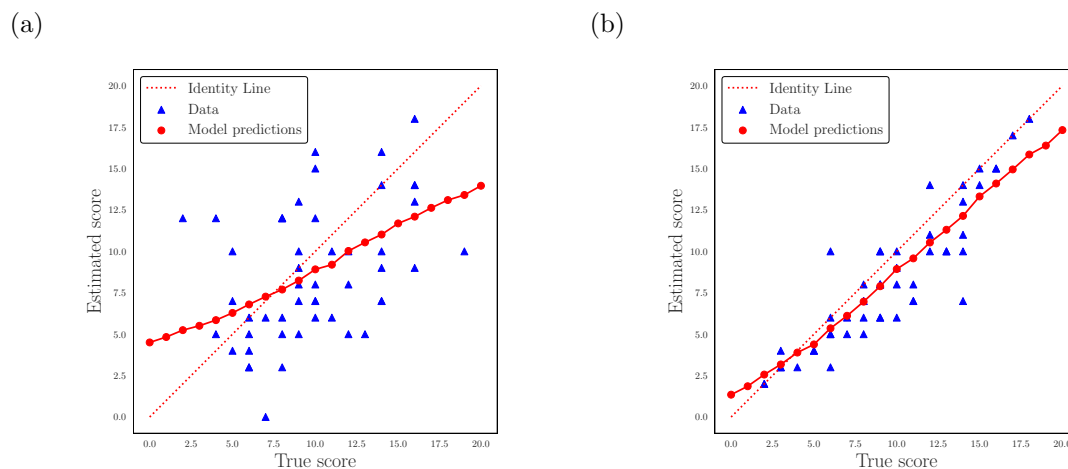 (a)
(b)
Identity Line
Data
Model predictions
20.0
17.5
15.0
12.5
10.0
7.5
5.0
2.5
0.0
Estimated score
0.0 2.5 5.0 7.5 10.0 12.5 15.0 17.5 20.0
True score
Identity Line
Data
Model predictions
20.0
17.5
15.0
12.5
10.0
7.5
5.0
2.5
0.0
Estimated score
0.0 2.5 5.0 7.5 10.0 12.5 15.0 17.5 20.0
True score